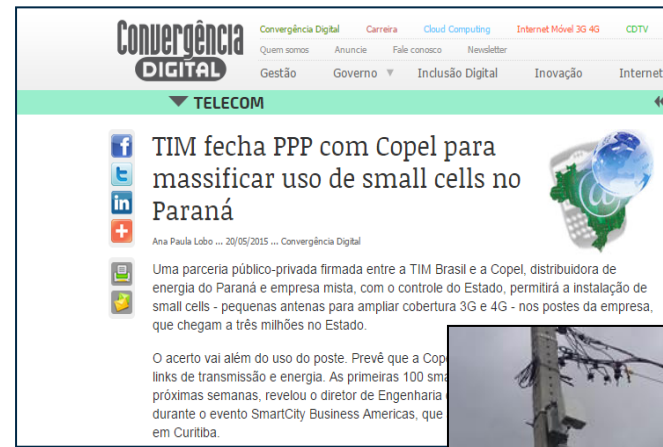 Convergência
DIGITAL
Convergência Digital Carreira Cloud Computing Internet Móvel 3G 4G CDTV
Quem somos Anuncie Fale conosco Newsletter
Gestão Governo Inclusão Digital Inovação Internet
TELECOM
TIM fecha PPP com Copel para
massificar uso de small cells no
Paraná
Ana Paula Lobo ... 20/05/2015 ... Convergência Digital
Uma parceria público-privada firmada entre a TIM Brasil e a Copel, distribuidora de
energia do Paraná e empresa mista, com o controle do Estado, permitirá a instalação de
small cells - pequenas antenas para ampliar cobertura 3G e 4G - nos postes da empresa,
que chegam a três milhões no Estado.
O acerto vai além do uso do poste. Prevê que a Cope
links de transmissão e energia. As primeiras 100 sma
próximas semanas, revelou o diretor de Engenharia
durante o evento SmartCity Business Americas, que
em Curitiba.